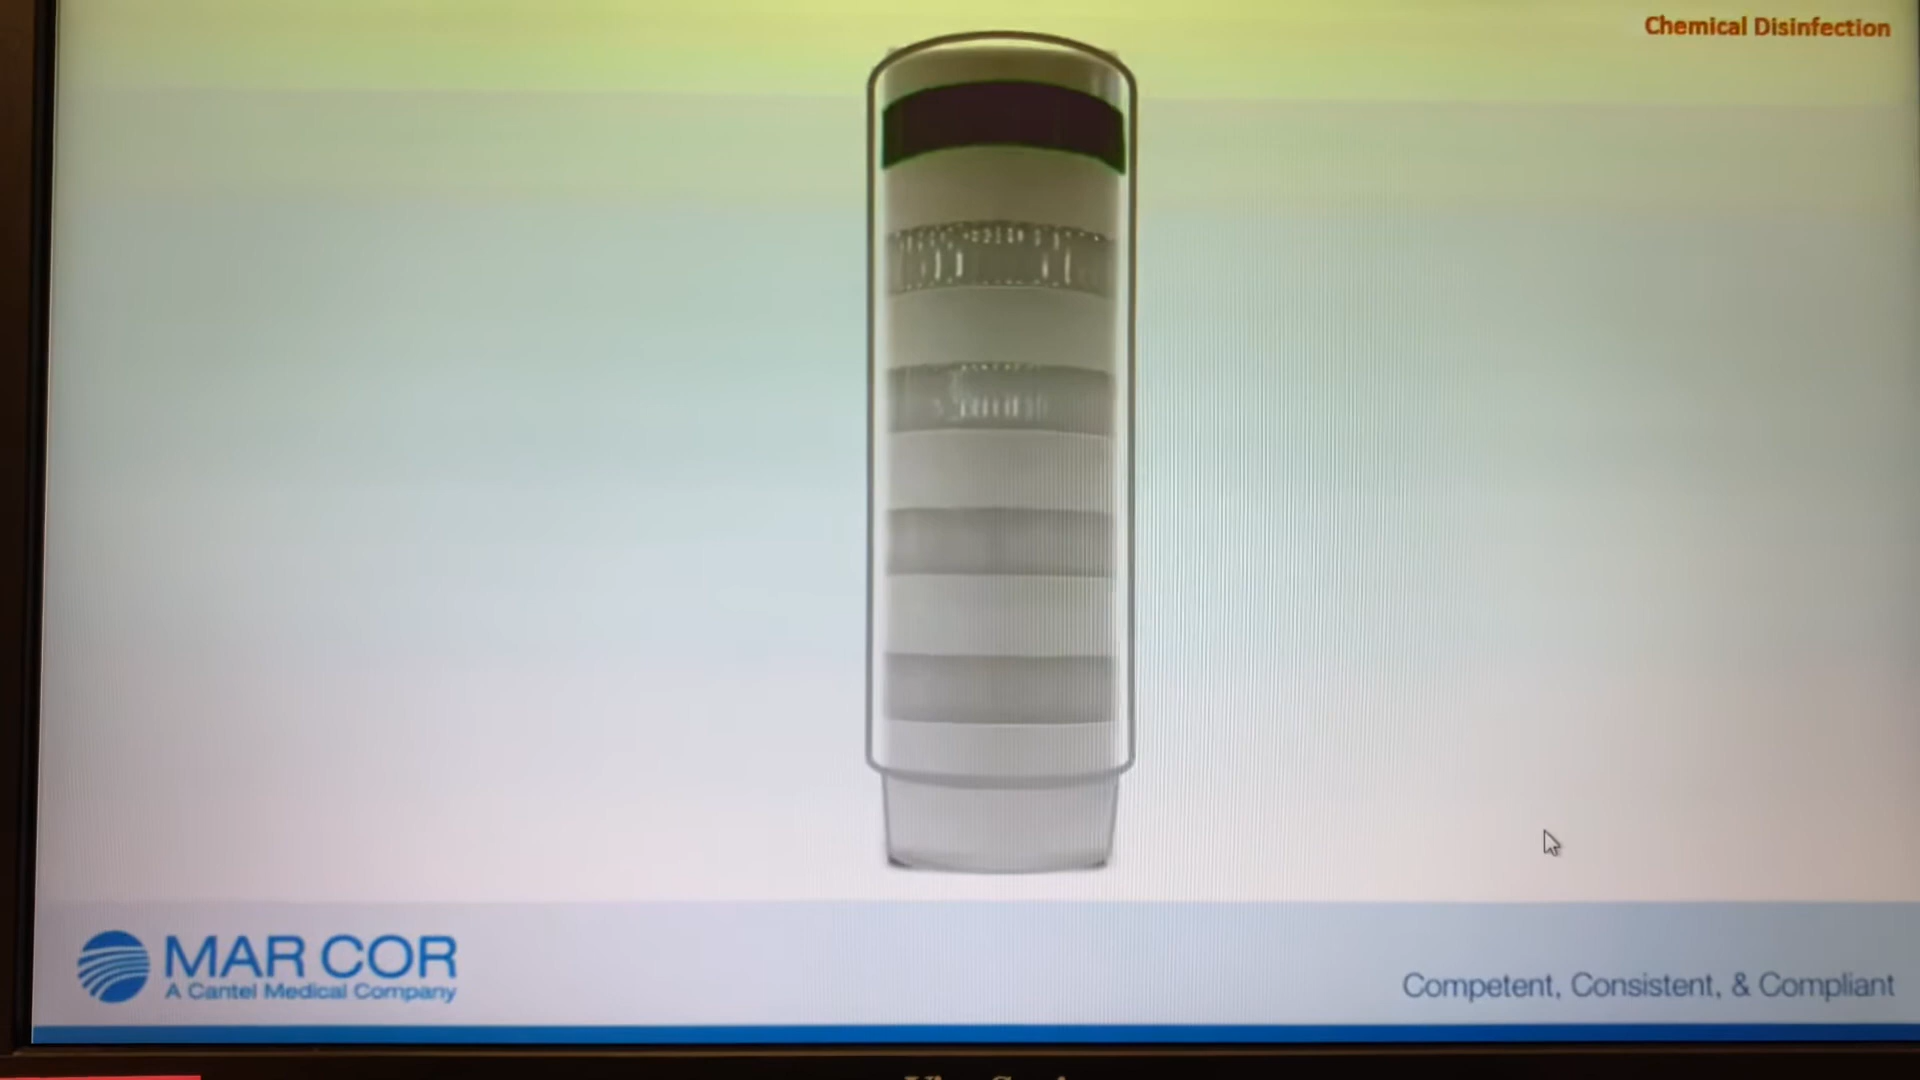 Chemical Disinfection
MAR COR
A Cantel Medical Company
Competent, Consistent, & Compliant